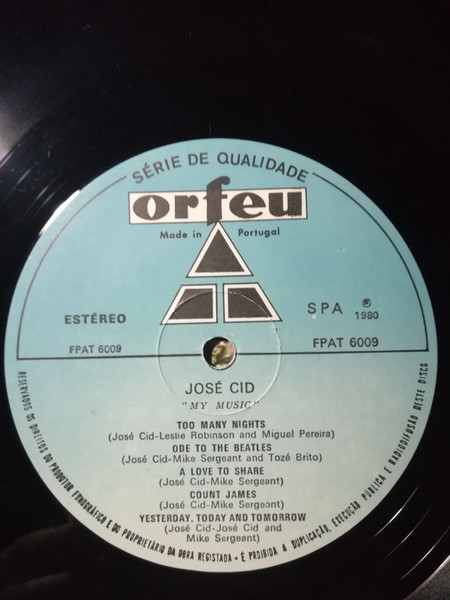 SÉRIE DE QUALIDADE
orfeu
Made in Portugal
ESTÉREO
SPA ℗ 1980
FPAT 6009
FPAT 6009
JOSÉ CID
"MY MUSIC"
TOO MANY NIGHTS
(José Cid-Leslie Robinson and Miguel Pereira)
ODE TO THE BEATLES
(José Cid-Mike Sergeant and Tozé Brito)
A LOVE TO SHARE
(José Cid-Mike Sergeant)
COUNT JAMES
(José Cid-Mike Sergeant)
YESTERDAY, TODAY AND TOMORROW
(José Cid-José Cid and
Mike Sergeant)
RESERVADOS OS DIREITOS DO PRODUTOR FONOGRÁFICO E DO PROPRIETÁRIO DA OBRA REGISTADA - É PROIBIDA A DUPLICAÇÃO, EXECUÇÃO PÚBLICA E RADIODIFUSÃO DESTE DISCO